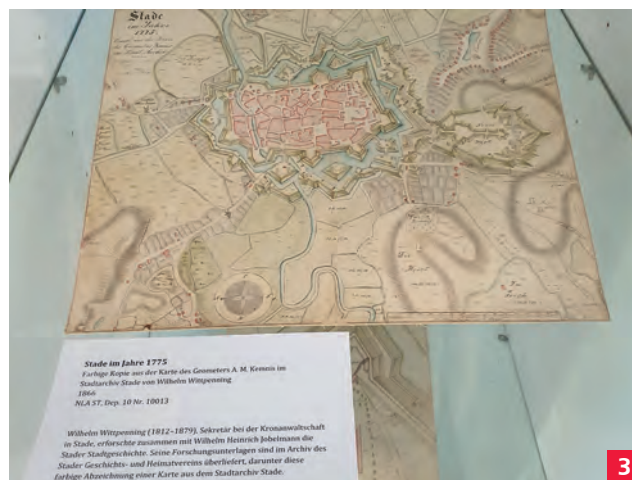 Stade
im Jahre
1775.
Stade im Jahre 1775
Farbige Kopie aus der Karte des Geometers A. M. Kemnis im
Stadtarchiv Stade von Wilhelm Wittpenning
1866
NLA ST, Dep. 10 Nr. 10013
Wilhelm Wittpenning (1812–1879), Sekretär bei der Kronanwaltschaft
in Stade, erforschte zusammen mit Wilhelm Heinrich Jobelmann die
Stader Stadtgeschichte. Seine Forschungsunterlagen sind im Archiv des
Stader Geschichts- und Heimatvereins überliefert, darunter diese
farbige Abzeichnung einer Karte aus dem Stadtarchiv Stade.
3